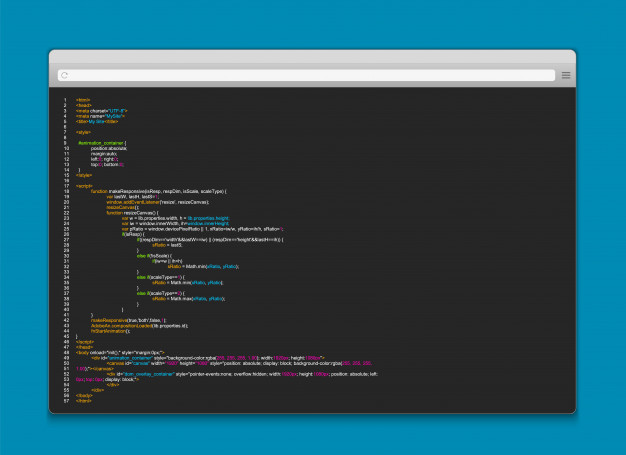 1 <html>
2 <head>
3 <meta charset="UTF-8">
4 <meta name="MySite">
5 <title>My Site<title>
6
7 <style>
8
9 #animation_container {
10 position:absolute;
11 margin:auto;
12 left:0; right:0;
13 top:0; bottom:0;
14 }
15 <style>
16
17 <script>
18 function makeResponsive(isResp, respDim, isScale, scaleType) {
19 var lastW, lastH, lastS=1;
20 window.addEventListener('resize', resizeCanvas);
21 resizeCanvas();
22 function resizeCanvas() {
23 var w = lib.properties.width, h = lib.properties.height;
24 var iw = window.innerWidth, ih=window.innerHeight;
25 var pRatio = window.devicePixelRatio || 1, xRatio=iw/w, yRatio=ih/h, sRatio=1;
26 if(isResp) {
27 if((respDim=='width'&&lastW==iw) || (respDim=='height'&&lastH==ih)) {
28 sRatio = lastS;
29 }
30 else if(!isScale) {
31 if(iw<w || ih<h)
32 sRatio = Math.min(xRatio, yRatio);
33 }
34 else if(scaleType==1) {
35 sRatio = Math.min(xRatio, yRatio);
36 }
37 else if(scaleType==2) {
38 sRatio = Math.max(xRatio, yRatio);
39 }
40 }
41 }
42 makeResponsive(true,'both',false,1);
43 AdobeAn.compositionLoaded(lib.properties.id);
44 fnStartAnimation();
45 }
46 <script>
47 </head>
48 <body onload="init();" style="margin:0px;">
49 <div id="animation_container" style="background-color:rgba(255, 255, 255, 1.00); width:
50 <canvas id="canvas" width= height= style="position: absolute; display: block; background-color:rgba(255, 255, 255,
51 1.00);"></canvas>
52 <div id="dom_overlay_container" style="pointer-events:none; overflow:hidden; width: height: position: absolute; left:
53 display: block;">
54 </div>
55 <div>
56 </body>
57 <html>